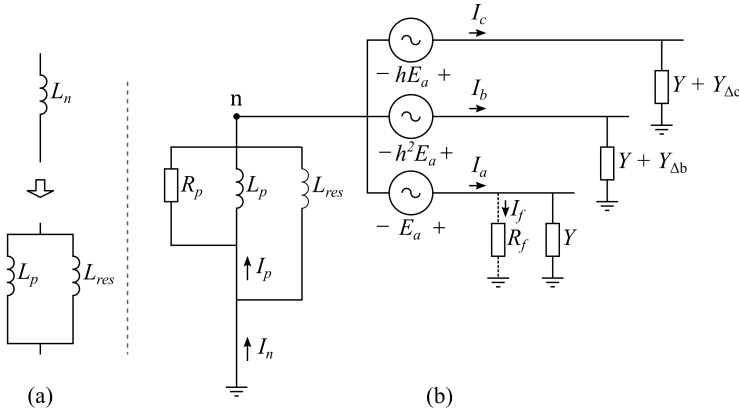 L_n
L_p
L_res
(a)
n
R_p
L_p
L_res
I_p
I_n
I_c
− hE_a +
Y + Y_Δc
I_b
− h²E_a +
Y + Y_Δb
I_a
− E_a +
I_f
R_f
Y
(b)